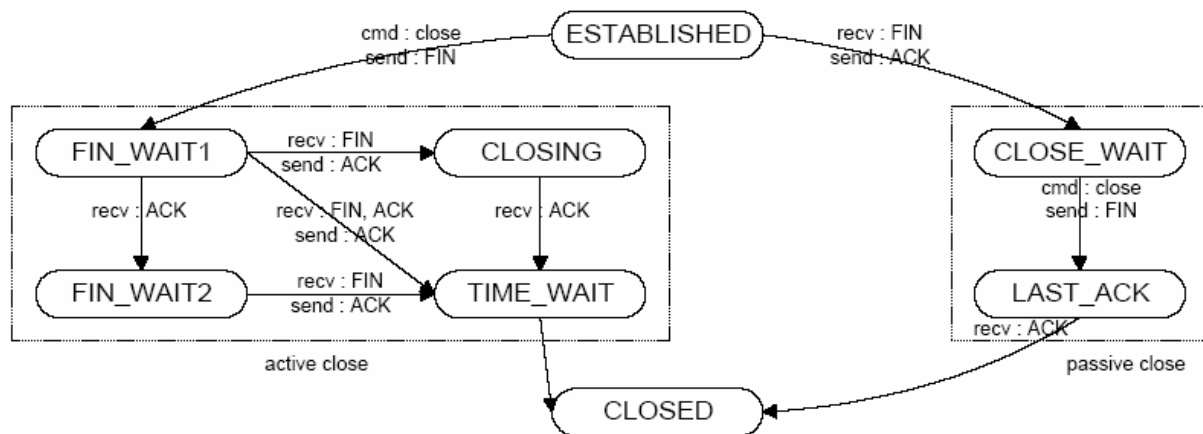 ESTABLISHED
cmd : close
send : FIN
recv : FIN
send : ACK
FIN_WAIT1
recv : FIN
send : ACK
CLOSING
CLOSE_WAIT
cmd : close
send : FIN
recv : ACK
recv : FIN, ACK
send : ACK
recv : ACK
FIN_WAIT2
recv : FIN
send : ACK
TIME_WAIT
LAST_ACK
recv : ACK
active close
passive close
CLOSED